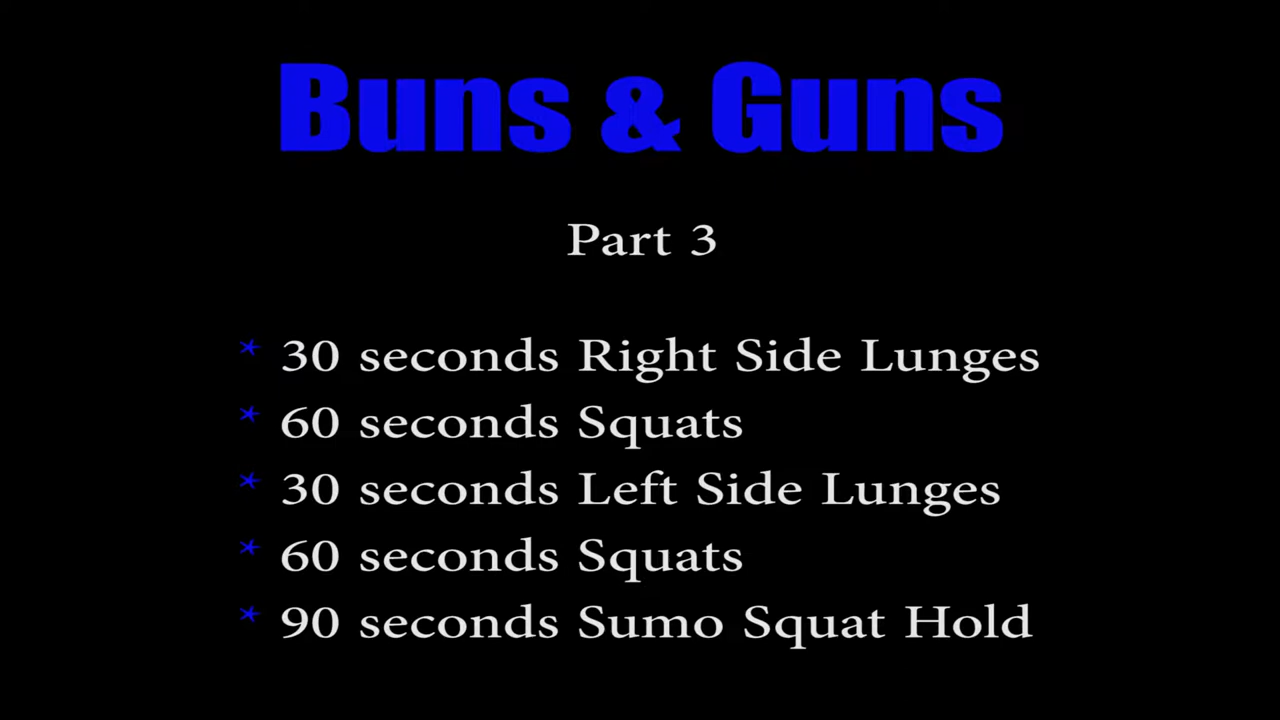 Buns & Guns
Part 3
* 30 seconds Right Side Lunges
* 60 seconds Squats
* 30 seconds Left Side Lunges
* 60 seconds Squats
* 90 seconds Sumo Squat Hold